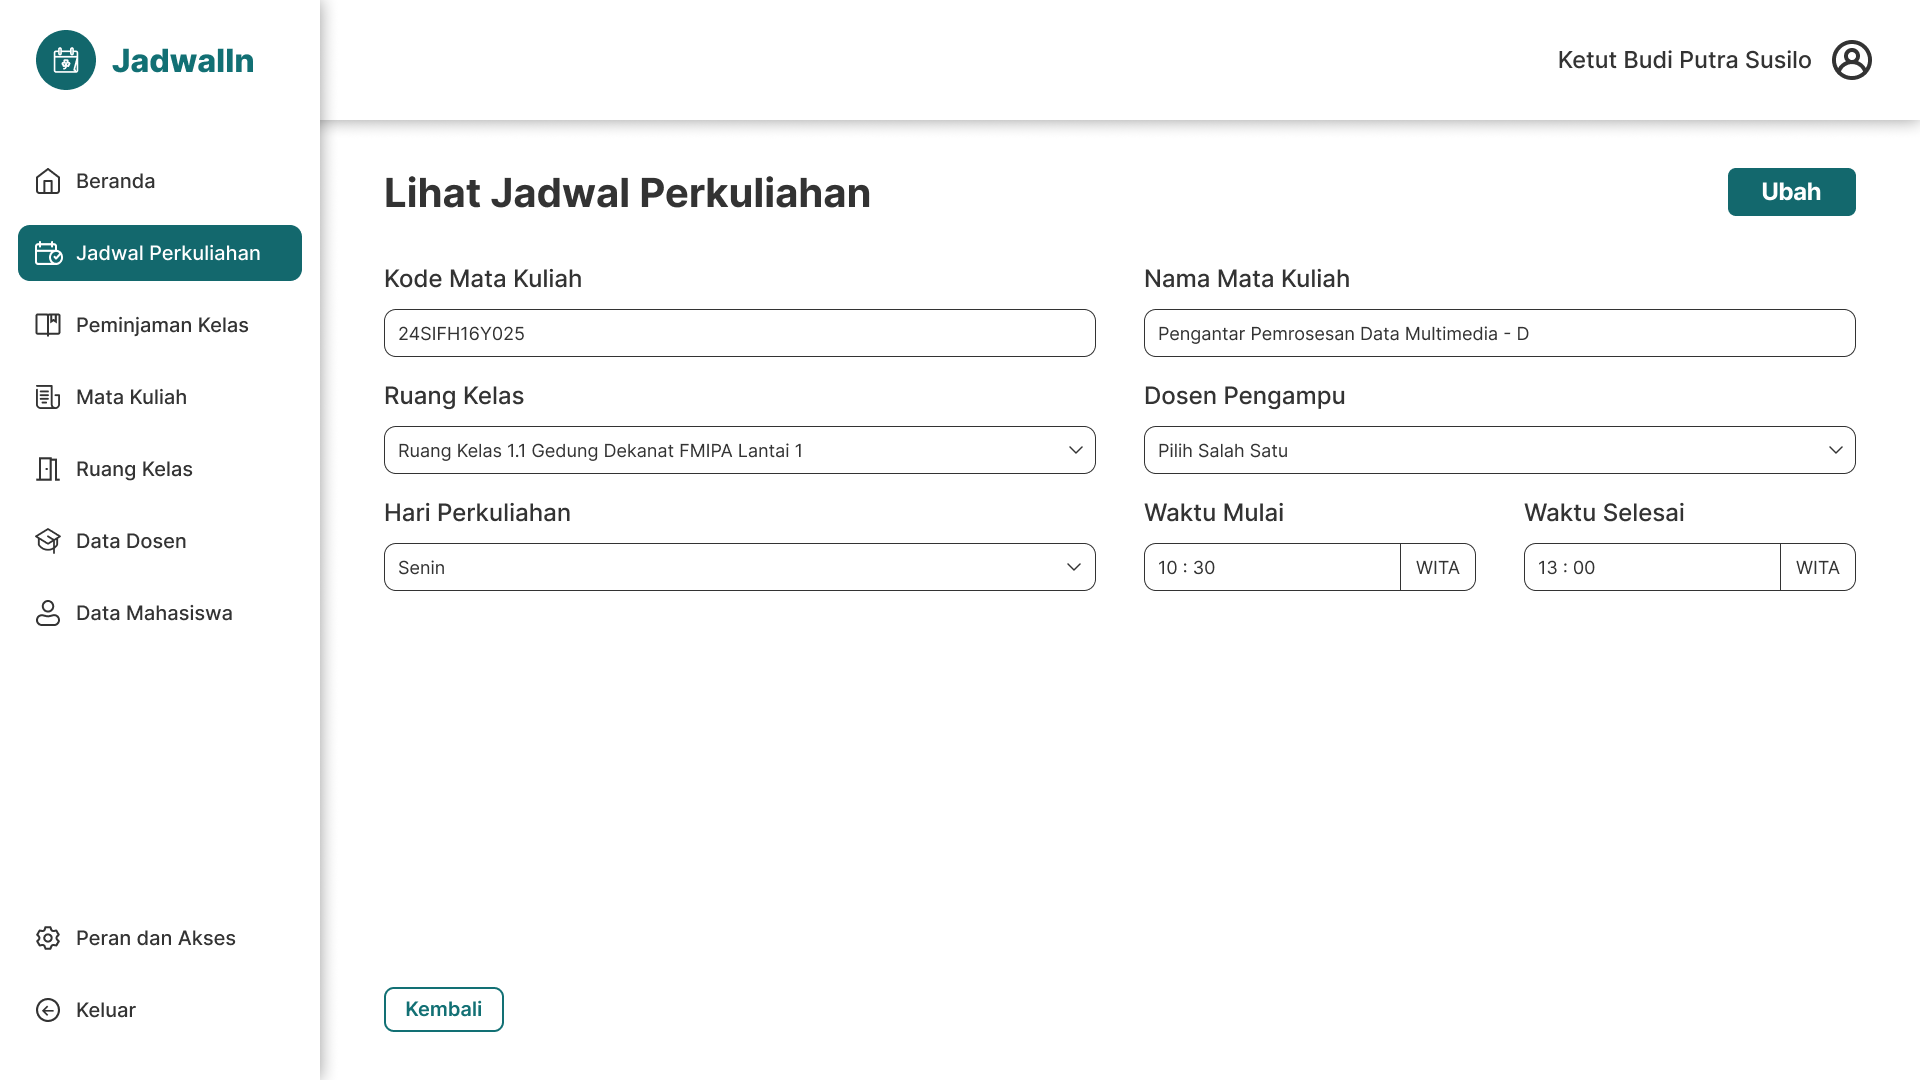 JadwalIn
Ketut Budi Putra Susilo
Beranda
Jadwal Perkuliahan
Peminjaman Kelas
Mata Kuliah
Ruang Kelas
Data Dosen
Data Mahasiswa
Peran dan Akses
Keluar
Lihat Jadwal Perkuliahan
Ubah
Kode Mata Kuliah
24SIFH16Y025
Nama Mata Kuliah
Pengantar Pemrosesan Data Multimedia - D
Ruang Kelas
Ruang Kelas 1.1 Gedung Dekanat FMIPA Lantai 1
Dosen Pengampu
Pilih Salah Satu
Hari Perkuliahan
Senin
Waktu Mulai
10 : 30 WITA
Waktu Selesai
13 : 00 WITA
Kembali